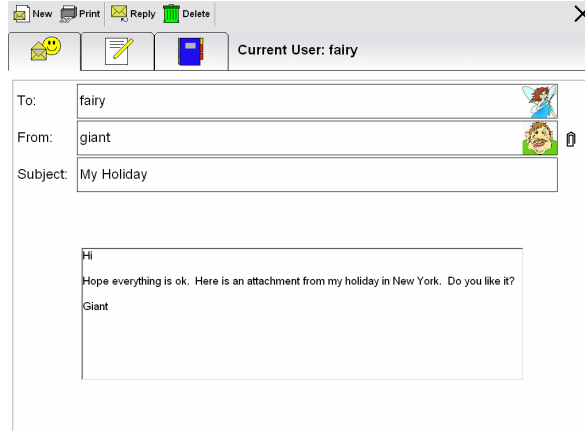 New Print Reply Delete
Current User: fairy
To: fairy
From: giant
Subject: My Holiday
Hi
Hope everything is ok. Here is an attachment from my holiday in New York. Do you like it?
Giant